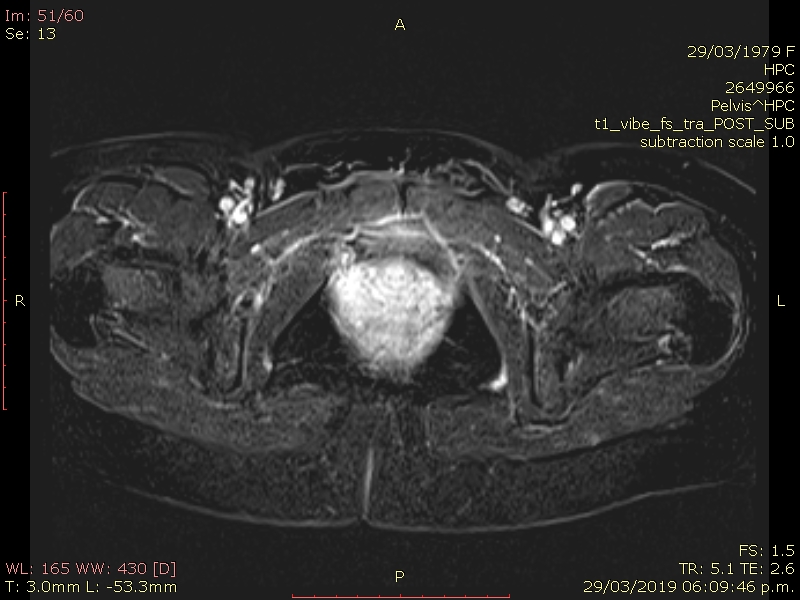 Im: 51/60
Se: 13
A
29/03/1979 F
HPC
2649966
Pelvis^HPC
t1_vibe_fs_tra_POST_SUB
subtraction scale 1.0
R
L
WL: 165 WW: 430 [D]
T: 3.0mm L: -53.3mm
P
FS: 1.5
TR: 5.1 TE: 2.6
29/03/2019 06:09:46 p.m.